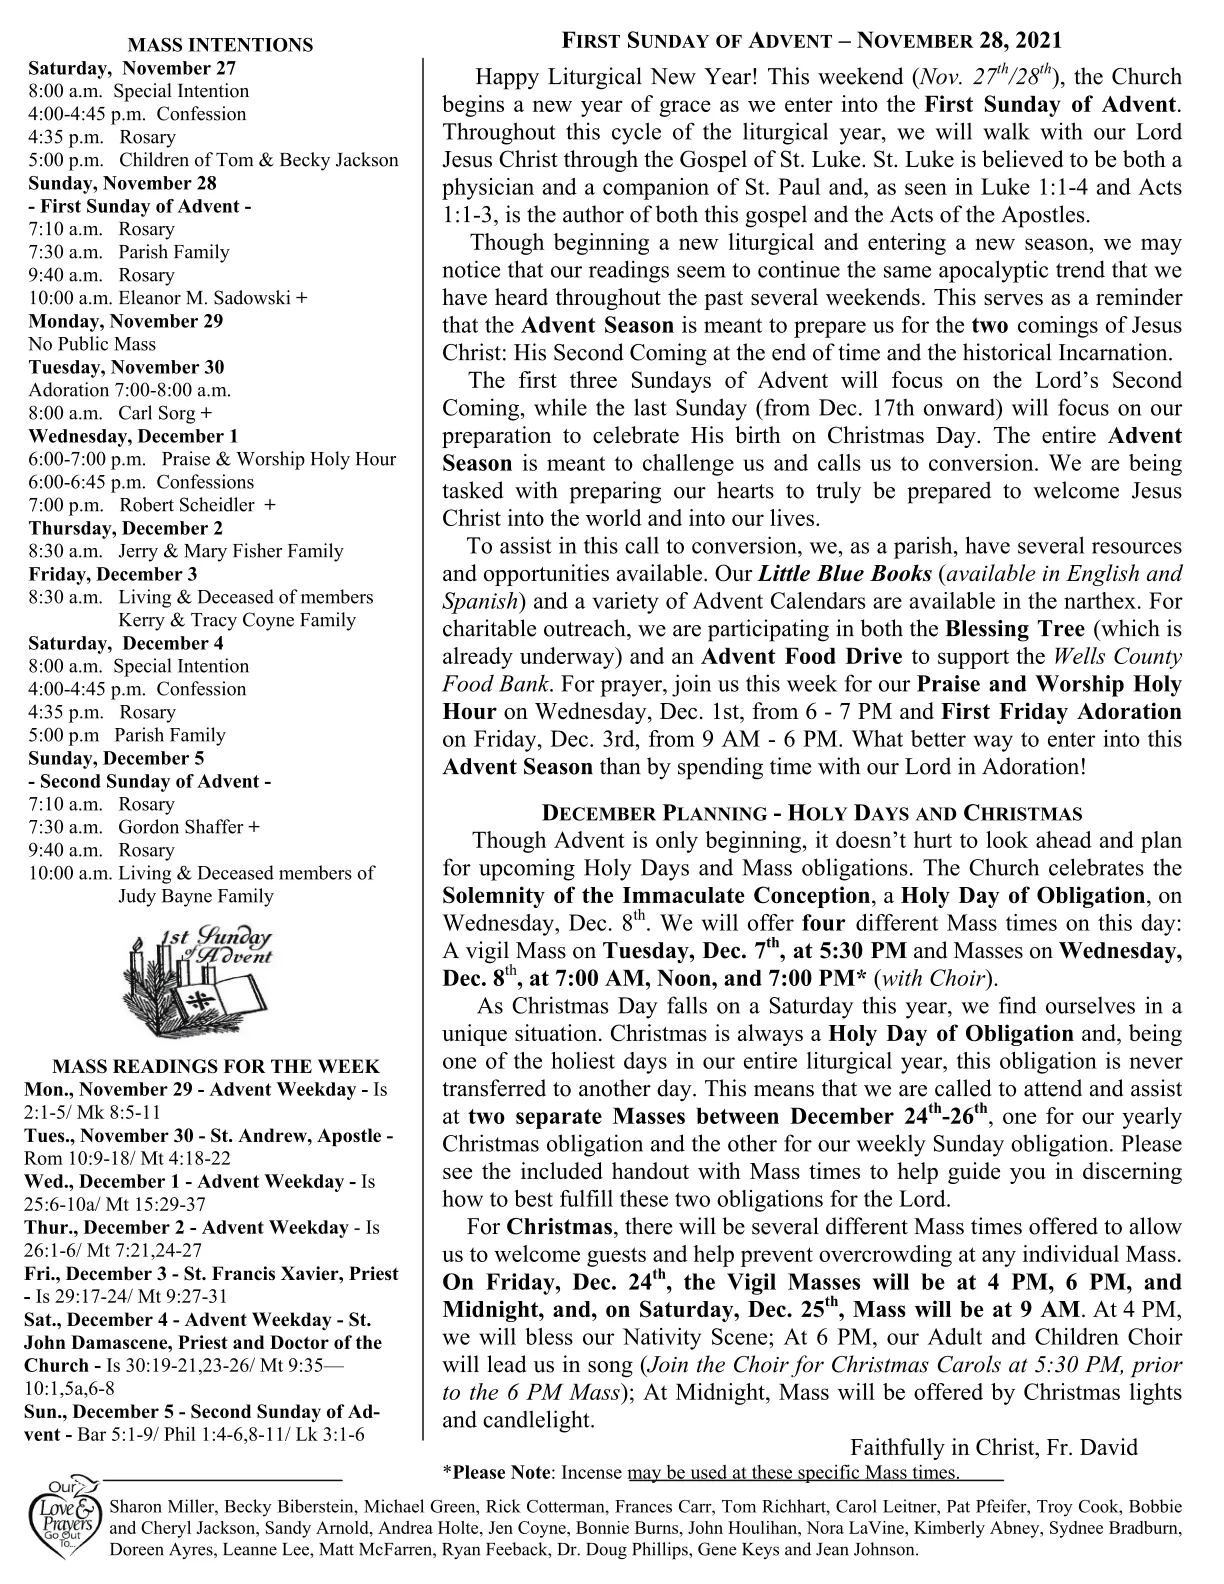 MASS INTENTIONS
Saturday,  November 27
8:00 a.m.  Special Intention
4:00-4:45 p.m.  Confession
4:35 p.m.   Rosary
5:00 p.m.   Children of Tom & Becky Jackson
Sunday, November 28
- First Sunday of Advent -
7:10 a.m.   Rosary
7:30 a.m.   Parish Family
9:40 a.m.   Rosary
10:00 a.m. Eleanor M. Sadowski +
Monday, November 29
No Public Mass
Tuesday, November 30
Adoration 7:00-8:00 a.m.
8:00 a.m.   Carl Sorg +
Wednesday, December 1
6:00-7:00 p.m.   Praise & Worship Holy Hour
6:00-6:45 p.m.   Confessions
7:00 p.m.   Robert Scheidler  +
Thursday, December 2
8:30 a.m.   Jerry & Mary Fisher Family
Friday, December 3
8:30 a.m.   Living & Deceased of members
Kerry & Tracy Coyne Family
Saturday,  December 4
8:00 a.m.  Special Intention
4:00-4:45 p.m.  Confession
4:35 p.m.   Rosary
5:00 p.m   Parish Family
Sunday, December 5
- Second Sunday of Advent -
7:10 a.m.   Rosary
7:30 a.m.   Gordon Shaffer +
9:40 a.m.   Rosary
10:00 a.m. Living & Deceased members of
Judy Bayne Family
1st Sunday
of Advent
MASS READINGS FOR THE WEEK
Mon., November 29 - Advent Weekday - Is
2:1-5/ Mk 8:5-11
Tues., November 30 - St. Andrew, Apostle -
Rom 10:9-18/ Mt 4:18-22
Wed., December 1 - Advent Weekday - Is
25:6-10a/ Mt 15:29-37
Thur., December 2 - Advent Weekday - Is
26:1-6/ Mt 7:21,24-27
Fri., December 3 - St. Francis Xavier, Priest
- Is 29:17-24/ Mt 9:27-31
Sat., December 4 - Advent Weekday - St.
John Damascene, Priest and Doctor of the
Church - Is 30:19-21,23-26/ Mt 9:35—
10:1,5a,6-8
Sun., December 5 - Second Sunday of Ad-
vent - Bar 5:1-9/ Phil 1:4-6,8-11/ Lk 3:1-6
FIRST SUNDAY OF ADVENT – NOVEMBER 28, 2021
Happy Liturgical New Year! This weekend (Nov. 27th/28th), the Church
begins a new year of grace as we enter into the First Sunday of Advent.
Throughout this cycle of the liturgical year, we will walk with our Lord
Jesus Christ through the Gospel of St. Luke. St. Luke is believed to be both a
physician and a companion of St. Paul and, as seen in Luke 1:1-4 and Acts
1:1-3, is the author of both this gospel and the Acts of the Apostles.
Though beginning a new liturgical and entering a new season, we may
notice that our readings seem to continue the same apocalyptic trend that we
have heard throughout the past several weekends. This serves as a reminder
that the Advent Season is meant to prepare us for the two comings of Jesus
Christ: His Second Coming at the end of time and the historical Incarnation.
The first three Sundays of Advent will focus on the Lord's Second
Coming, while the last Sunday (from Dec. 17th onward) will focus on our
preparation to celebrate His birth on Christmas Day. The entire Advent
Season is meant to challenge us and calls us to conversion. We are being
tasked with preparing our hearts to truly be prepared to welcome Jesus
Christ into the world and into our lives.
To assist in this call to conversion, we, as a parish, have several resources
and opportunities available. Our Little Blue Books (available in English and
Spanish) and a variety of Advent Calendars are available in the narthex. For
charitable outreach, we are participating in both the Blessing Tree (which is
already underway) and an Advent Food Drive to support the Wells County
Food Bank. For prayer, join us this week for our Praise and Worship Holy
Hour on Wednesday, Dec. 1st, from 6 - 7 PM and First Friday Adoration
on Friday, Dec. 3rd, from 9 AM - 6 PM. What better way to enter into this
Advent Season than by spending time with our Lord in Adoration!
DECEMBER PLANNING - HOLY DAYS AND CHRISTMAS
Though Advent is only beginning, it doesn't hurt to look ahead and plan
for upcoming Holy Days and Mass obligations. The Church celebrates the
Solemnity of the Immaculate Conception, a Holy Day of Obligation, on
Wednesday, Dec. 8th. We will offer four different Mass times on this day:
A vigil Mass on Tuesday, Dec. 7th, at 5:30 PM and Masses on Wednesday,
Dec. 8th, at 7:00 AM, Noon, and 7:00 PM* (with Choir).
As Christmas Day falls on a Saturday this year, we find ourselves in a
unique situation. Christmas is always a Holy Day of Obligation and, being
one of the holiest days in our entire liturgical year, this obligation is never
transferred to another day. This means that we are called to attend and assist
at two separate Masses between December 24th-26th, one for our yearly
Christmas obligation and the other for our weekly Sunday obligation. Please
see the included handout with Mass times to help guide you in discerning
how to best fulfill these two obligations for the Lord.
For Christmas, there will be several different Mass times offered to allow
us to welcome guests and help prevent overcrowding at any individual Mass.
On Friday, Dec. 24th, the Vigil Masses will be at 4 PM, 6 PM, and
Midnight, and, on Saturday, Dec. 25th, Mass will be at 9 AM. At 4 PM,
we will bless our Nativity Scene; At 6 PM, our Adult and Children Choir
will lead us in song (Join the Choir for Christmas Carols at 5:30 PM, prior
to the 6 PM Mass); At Midnight, Mass will be offered by Christmas lights
and candlelight.
Faithfully in Christ, Fr. David
*Please Note: Incense may be used at these specific Mass times.
Our
Love &
Prayers
Go Out
To...
Sharon Miller, Becky Biberstein, Michael Green, Rick Cotterman, Frances Carr, Tom Richhart, Carol Leitner, Pat Pfeifer, Troy Cook, Bobbie
and Cheryl Jackson, Sandy Arnold, Andrea Holte, Jen Coyne, Bonnie Burns, John Houlihan, Nora LaVine, Kimberly Abney, Sydnee Bradburn,
Doreen Ayres, Leanne Lee, Matt McFarren, Ryan Feeback, Dr. Doug Phillips, Gene Keys and Jean Johnson.